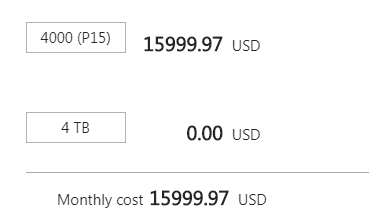 4000 (P15) 15999.97 USD
4 TB 0.00 USD
Monthly cost 15999.97 USD